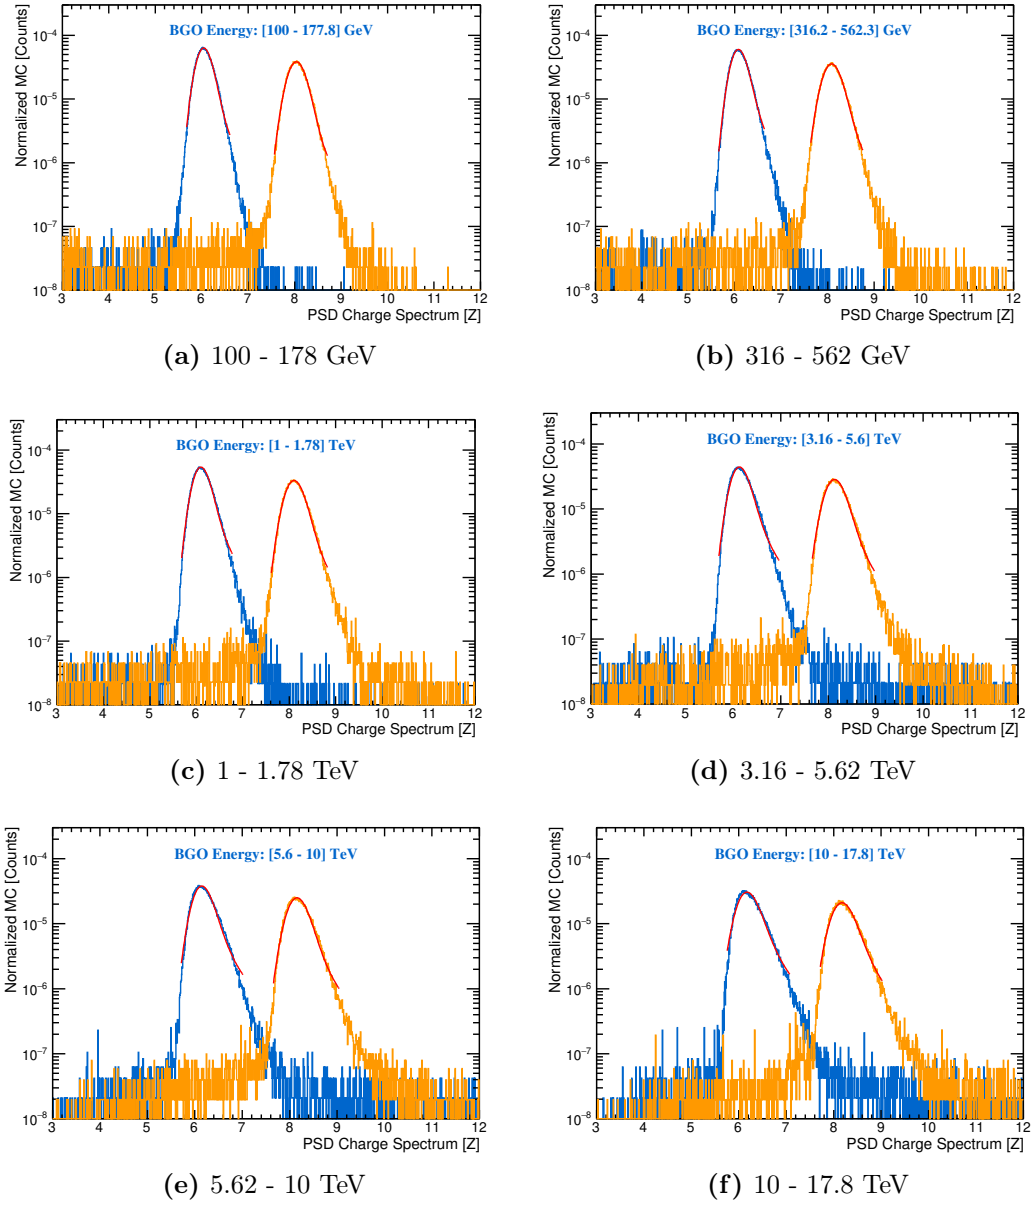 Normalized MC [Counts]
BGO Energy: [100 - 177.8] GeV
10⁻⁴
10⁻⁵
10⁻⁶
10⁻⁷
10⁻⁸
3 4 5 6 7 8 9 10 11 12
PSD Charge Spectrum [Z]
(a) 100 - 178 GeV
Normalized MC [Counts]
BGO Energy: [316.2 - 562.3] GeV
10⁻⁴
10⁻⁵
10⁻⁶
10⁻⁷
10⁻⁸
3 4 5 6 7 8 9 10 11 12
PSD Charge Spectrum [Z]
(b) 316 - 562 GeV
Normalized MC [Counts]
BGO Energy: [1 - 1.78] TeV
10⁻⁴
10⁻⁵
10⁻⁶
10⁻⁷
10⁻⁸
3 4 5 6 7 8 9 10 11 12
PSD Charge Spectrum [Z]
(c) 1 - 1.78 TeV
Normalized MC [Counts]
BGO Energy: [3.16 - 5.6] TeV
10⁻⁴
10⁻⁵
10⁻⁶
10⁻⁷
10⁻⁸
3 4 5 6 7 8 9 10 11 12
PSD Charge Spectrum [Z]
(d) 3.16 - 5.62 TeV
Normalized MC [Counts]
BGO Energy: [5.6 - 10] TeV
10⁻⁴
10⁻⁵
10⁻⁶
10⁻⁷
10⁻⁸
3 4 5 6 7 8 9 10 11 12
PSD Charge Spectrum [Z]
(e) 5.62 - 10 TeV
Normalized MC [Counts]
BGO Energy: [10 - 17.8] TeV
10⁻⁴
10⁻⁵
10⁻⁶
10⁻⁷
10⁻⁸
3 4 5 6 7 8 9 10 11 12
PSD Charge Spectrum [Z]
(f) 10 - 17.8 TeV